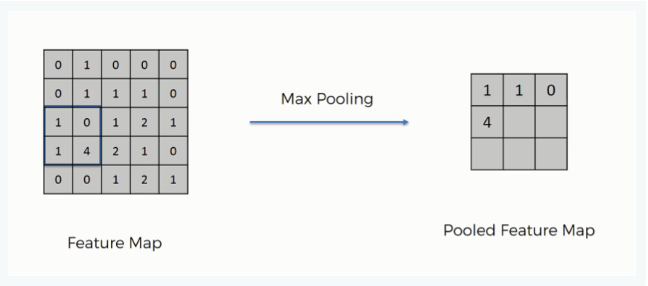 0 1 0 0 0
0 1 1 1 0
1 0 1 2 1
1 4 2 1 0
0 0 1 2 1
Feature Map
Max Pooling
1 1 0
4
Pooled Feature Map